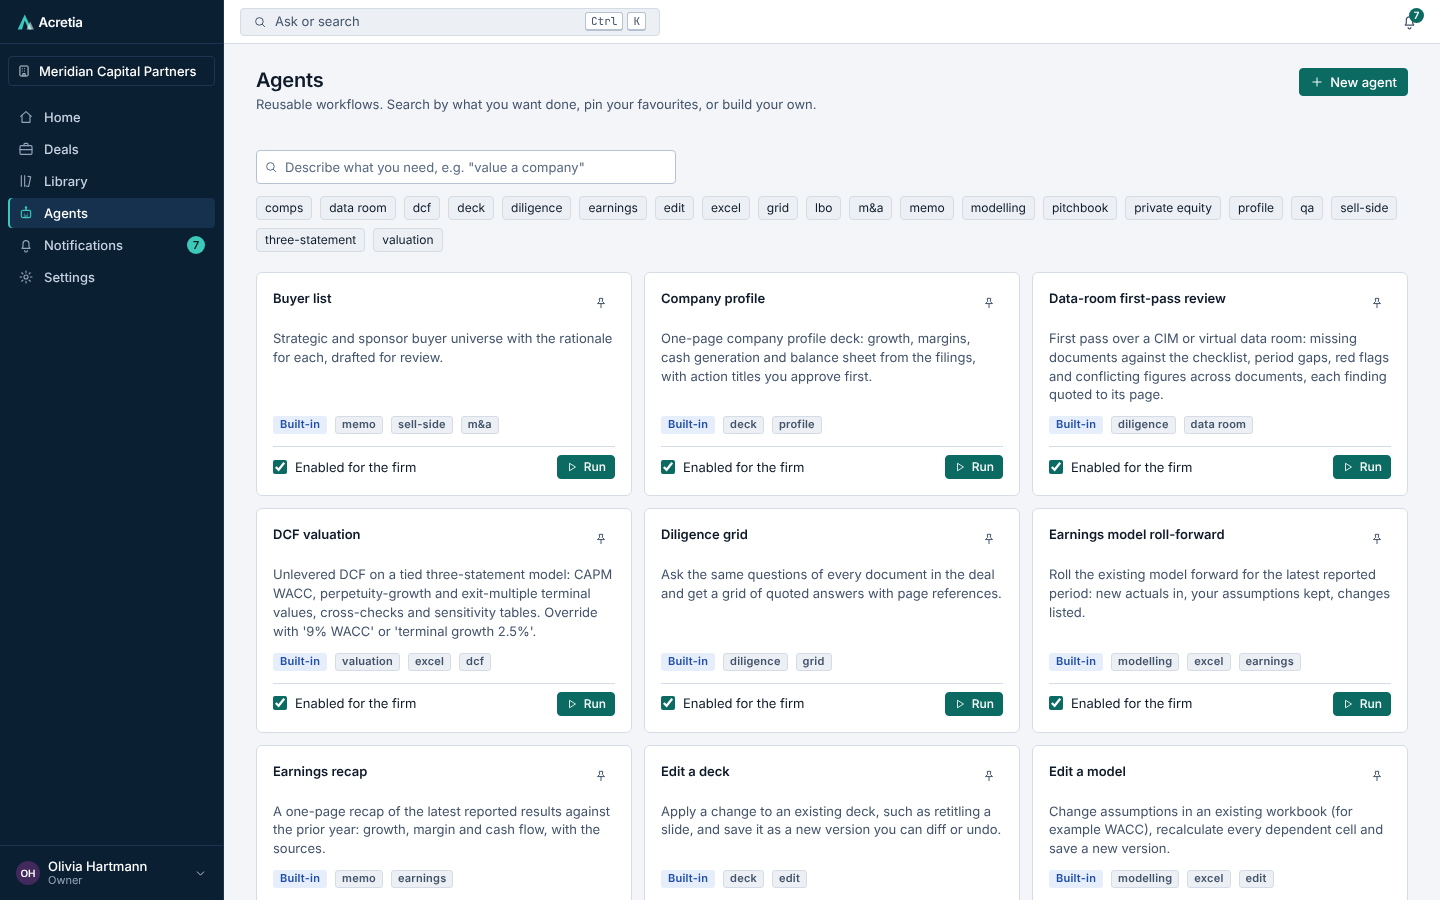 Acretia
Ask or search
Ctrl K
7
Meridian Capital Partners
Home
Deals
Library
Agents
Notifications
7
Settings
Olivia Hartmann
Owner
OH
Agents
Reusable workflows. Search by what you want done, pin your favourites, or build your own.
New agent
Describe what you need, e.g. "value a company"
comps data room dcf deck diligence earnings edit excel grid lbo m&a memo modelling pitchbook private equity profile qa sell-side
three-statement valuation
Buyer list
Strategic and sponsor buyer universe with the rationale
for each, drafted for review.
Built-in memo sell-side m&a
Enabled for the firm
Run
Company profile
One-page company profile deck: growth, margins,
cash generation and balance sheet from the filings,
with action titles you approve first.
Built-in deck profile
Enabled for the firm
Run
Data-room first-pass review
First pass over a CIM or virtual data room: missing
documents against the checklist, period gaps, red flags
and conflicting figures across documents, each finding
quoted to its page.
Built-in diligence data room
Enabled for the firm
Run
DCF valuation
Unlevered DCF on a tied three-statement model: CAPM
WACC, perpetuity-growth and exit-multiple terminal
values, cross-checks and sensitivity tables. Override
with '9% WACC' or 'terminal growth 2.5%'.
Built-in valuation excel dcf
Enabled for the firm
Run
Diligence grid
Ask the same questions of every document in the deal
and get a grid of quoted answers with page references.
Built-in diligence grid
Enabled for the firm
Run
Earnings model roll-forward
Roll the existing model forward for the latest reported
period: new actuals in, your assumptions kept, changes
listed.
Built-in modelling excel earnings
Enabled for the firm
Run
Earnings recap
A one-page recap of the latest reported results against
the prior year: growth, margin and cash flow, with the
sources.
Built-in memo earnings
Edit a deck
Apply a change to an existing deck, such as retitling a
slide, and save it as a new version you can diff or undo.
Built-in deck edit
Edit a model
Change assumptions in an existing workbook (for
example WACC), recalculate every dependent cell and
save a new version.
Built-in modelling excel edit